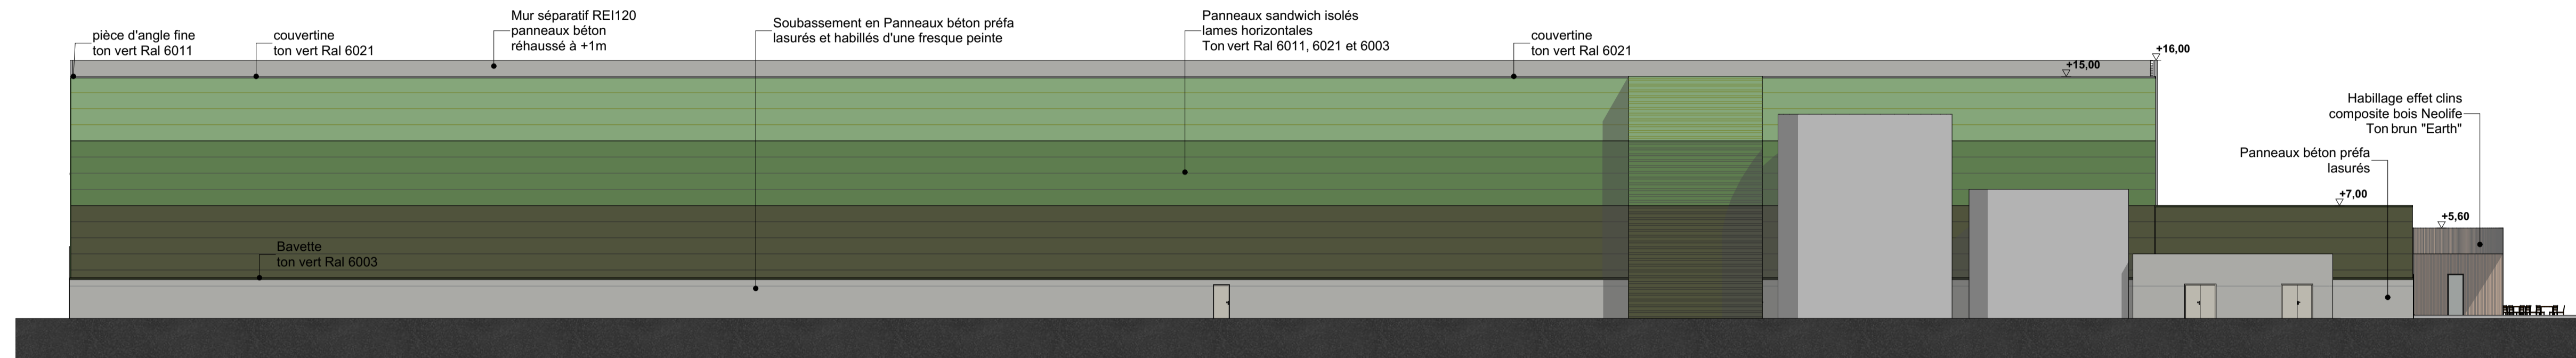 pièce d'angle fine
ton vert Ral 6011
couvertine
ton vert Ral 6021
Mur séparatif REI120
panneaux béton
réhaussé à +1m
Soubassement en Panneaux béton préfa
lasurés et habillés d'une fresque peinte
Panneaux sandwich isolés
lames horizontales
Ton vert Ral 6011, 6021 et 6003
couvertine
ton vert Ral 6021
+16,00
+15,00
Habillage effet clins
composite bois Neolife
Ton brun "Earth"
Panneaux béton préfa
lasurés
+7,00
+5,60
Bavette
ton vert Ral 6003